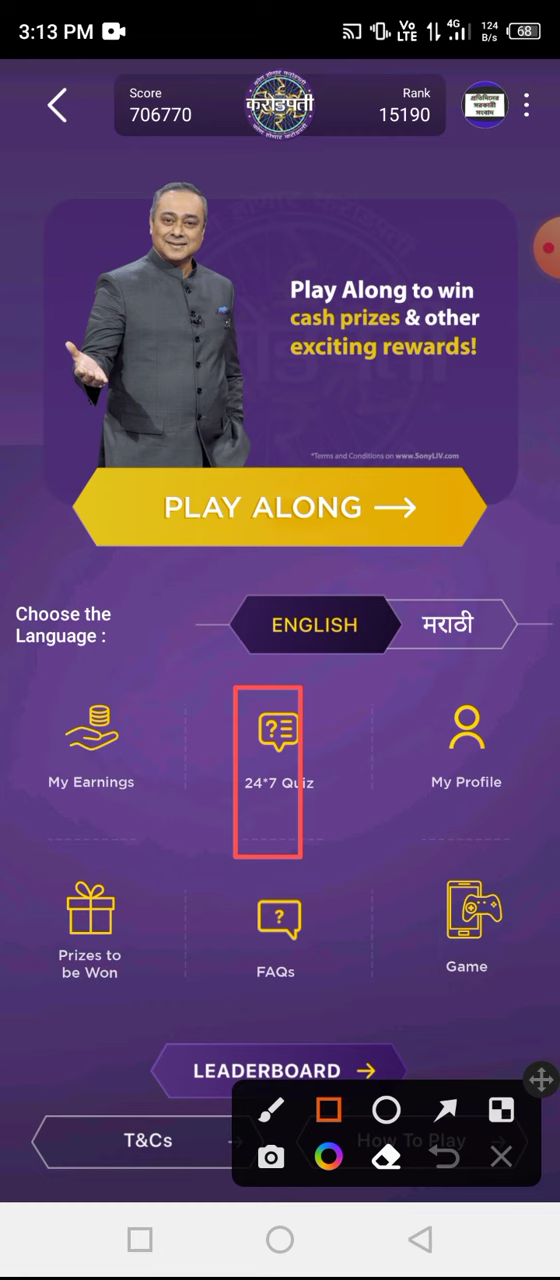 3:13 PM
Vo
LTE
4G
124
B/s
68
Score
706770
करोडपती
Rank
15190
प्रतिदिनের
সরকারী
সংবাদ
Play Along to win
cash prizes & other
exciting rewards!
*Terms and Conditions on www.SonyLIV.com
PLAY ALONG
Choose the
Language :
ENGLISH
मराठी
My Earnings
24*7 Quiz
My Profile
Prizes to
be Won
FAQs
Game
LEADERBOARD
T&Cs
How To Play